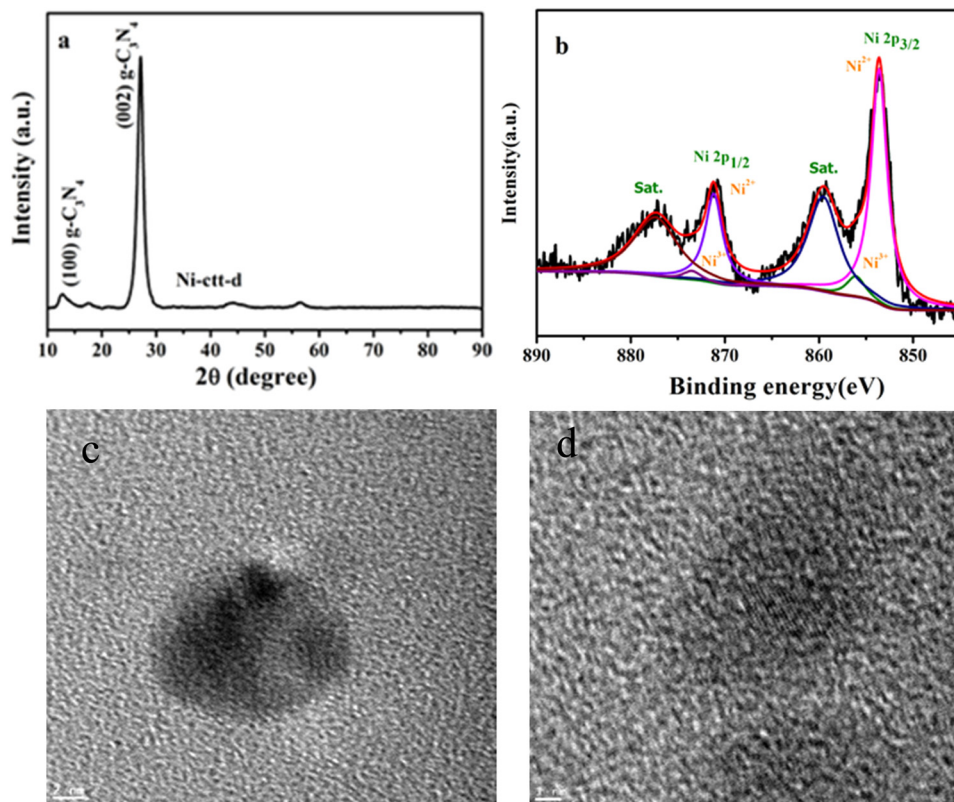 a
(100) g-C₃N₄
(002) g-C₃N₄
Ni-ctt-d
Intensity (a.u.)
10 20 30 40 50 60 70 80 90
2θ (degree)
b
Ni 2p₃/₂
Ni²⁺
Ni 2p₁/₂
Ni²⁺
Sat.
Sat.
Ni³⁺
Ni³⁺
Intensity(a.u.)
890 880 870 860 850
Binding energy(eV)
c
2 nm
d